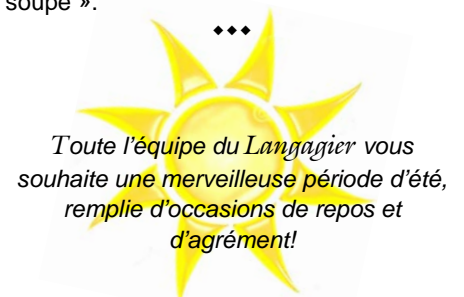 soupe ».
◆◆◆
Toute l’équipe du Langagier vous
souhaite une merveilleuse période d’été,
remplie d’occasions de repos et
d’agrément!